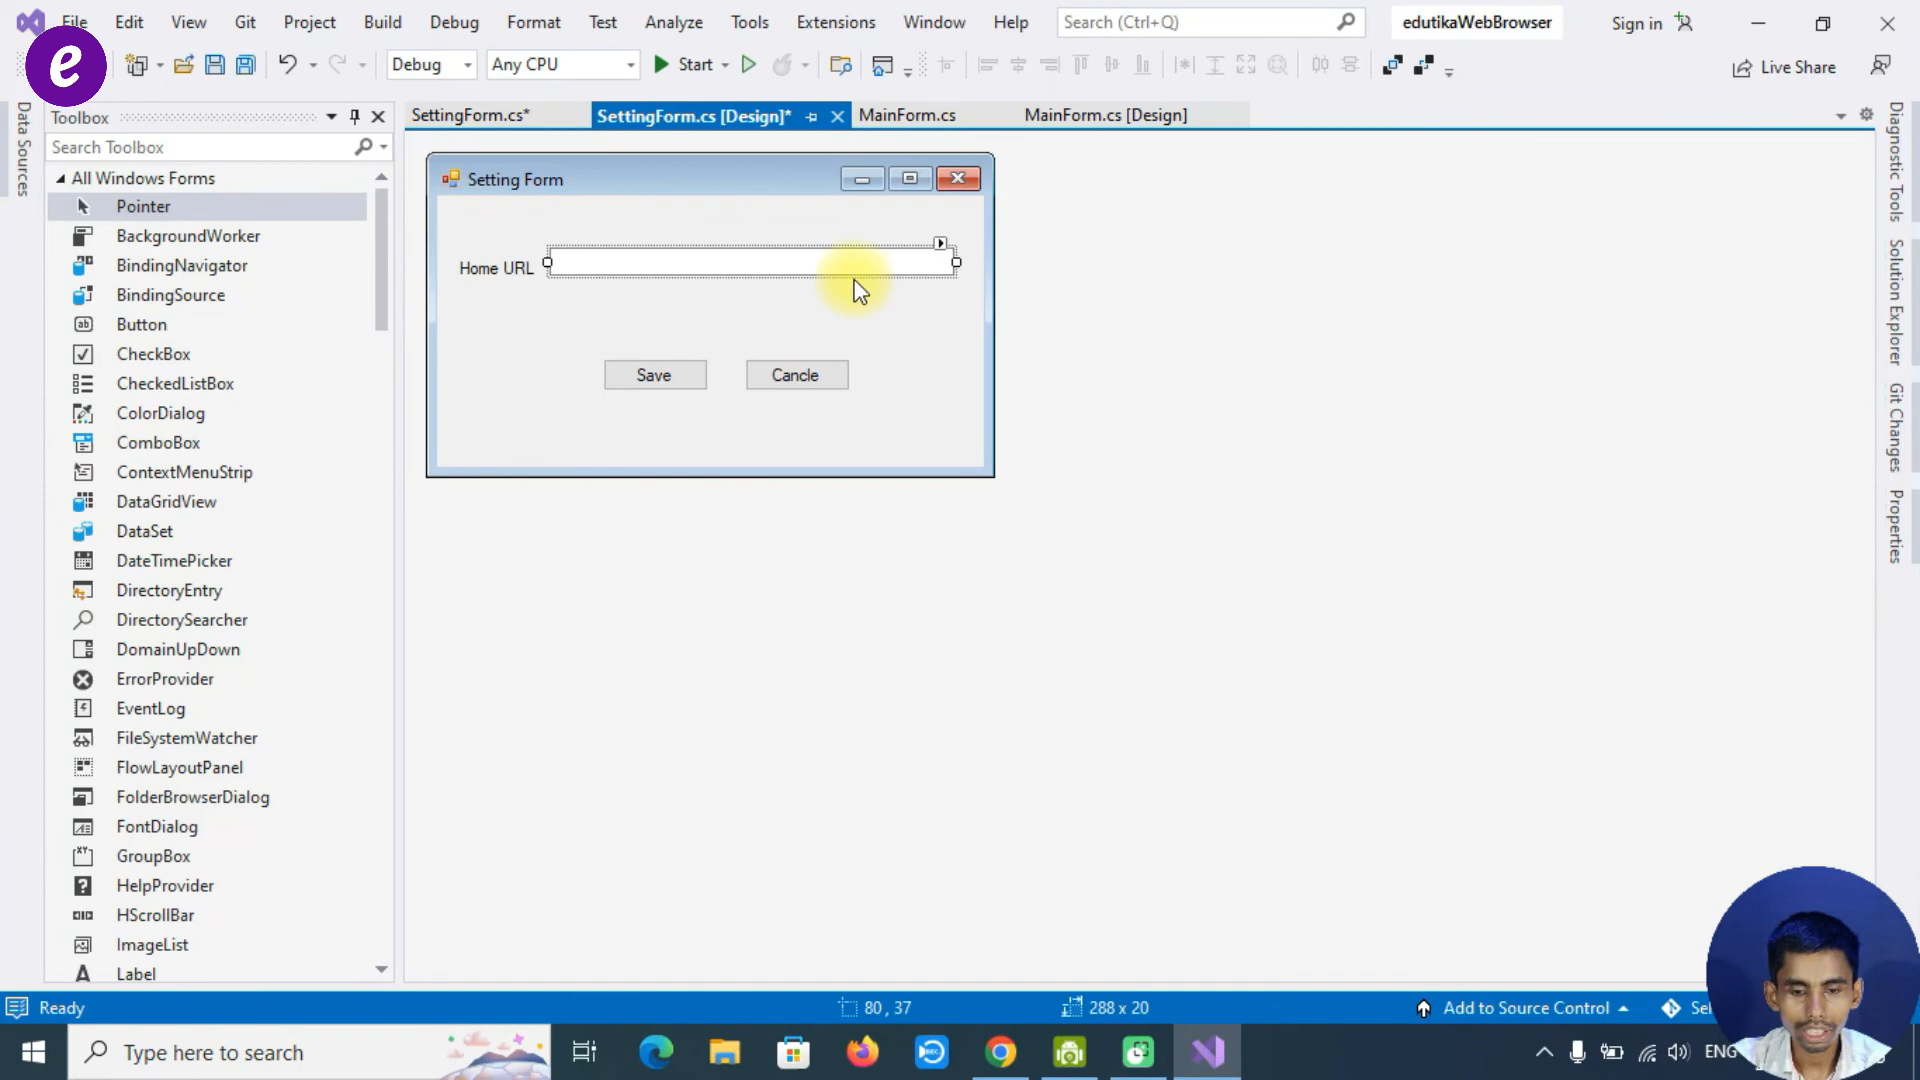 File Edit View Git Project Build Debug Format Test Analyze Tools Extensions Window Help Search (Ctrl+Q) edutikaWebBrowser Sign in
e
Debug Any CPU Start Live Share
Toolbox
SettingForm.cs* SettingForm.cs [Design]* MainForm.cs MainForm.cs [Design]
Search Toolbox
Data Sources
All Windows Forms
Pointer
BackgroundWorker
BindingNavigator
BindingSource
Button
CheckBox
CheckedListBox
ColorDialog
ComboBox
ContextMenuStrip
DataGridView
DataSet
DateTimePicker
DirectoryEntry
DirectorySearcher
DomainUpDown
ErrorProvider
EventLog
FileSystemWatcher
FlowLayoutPanel
FolderBrowserDialog
FontDialog
GroupBox
HelpProvider
HScrollBar
ImageList
Label
Setting Form
Home URL
Save Cancle
Diagnostic Tools
Solution Explorer
Git Changes
Properties
Ready 80 , 37 288 x 20 Add to Source Control
Type here to search ENG